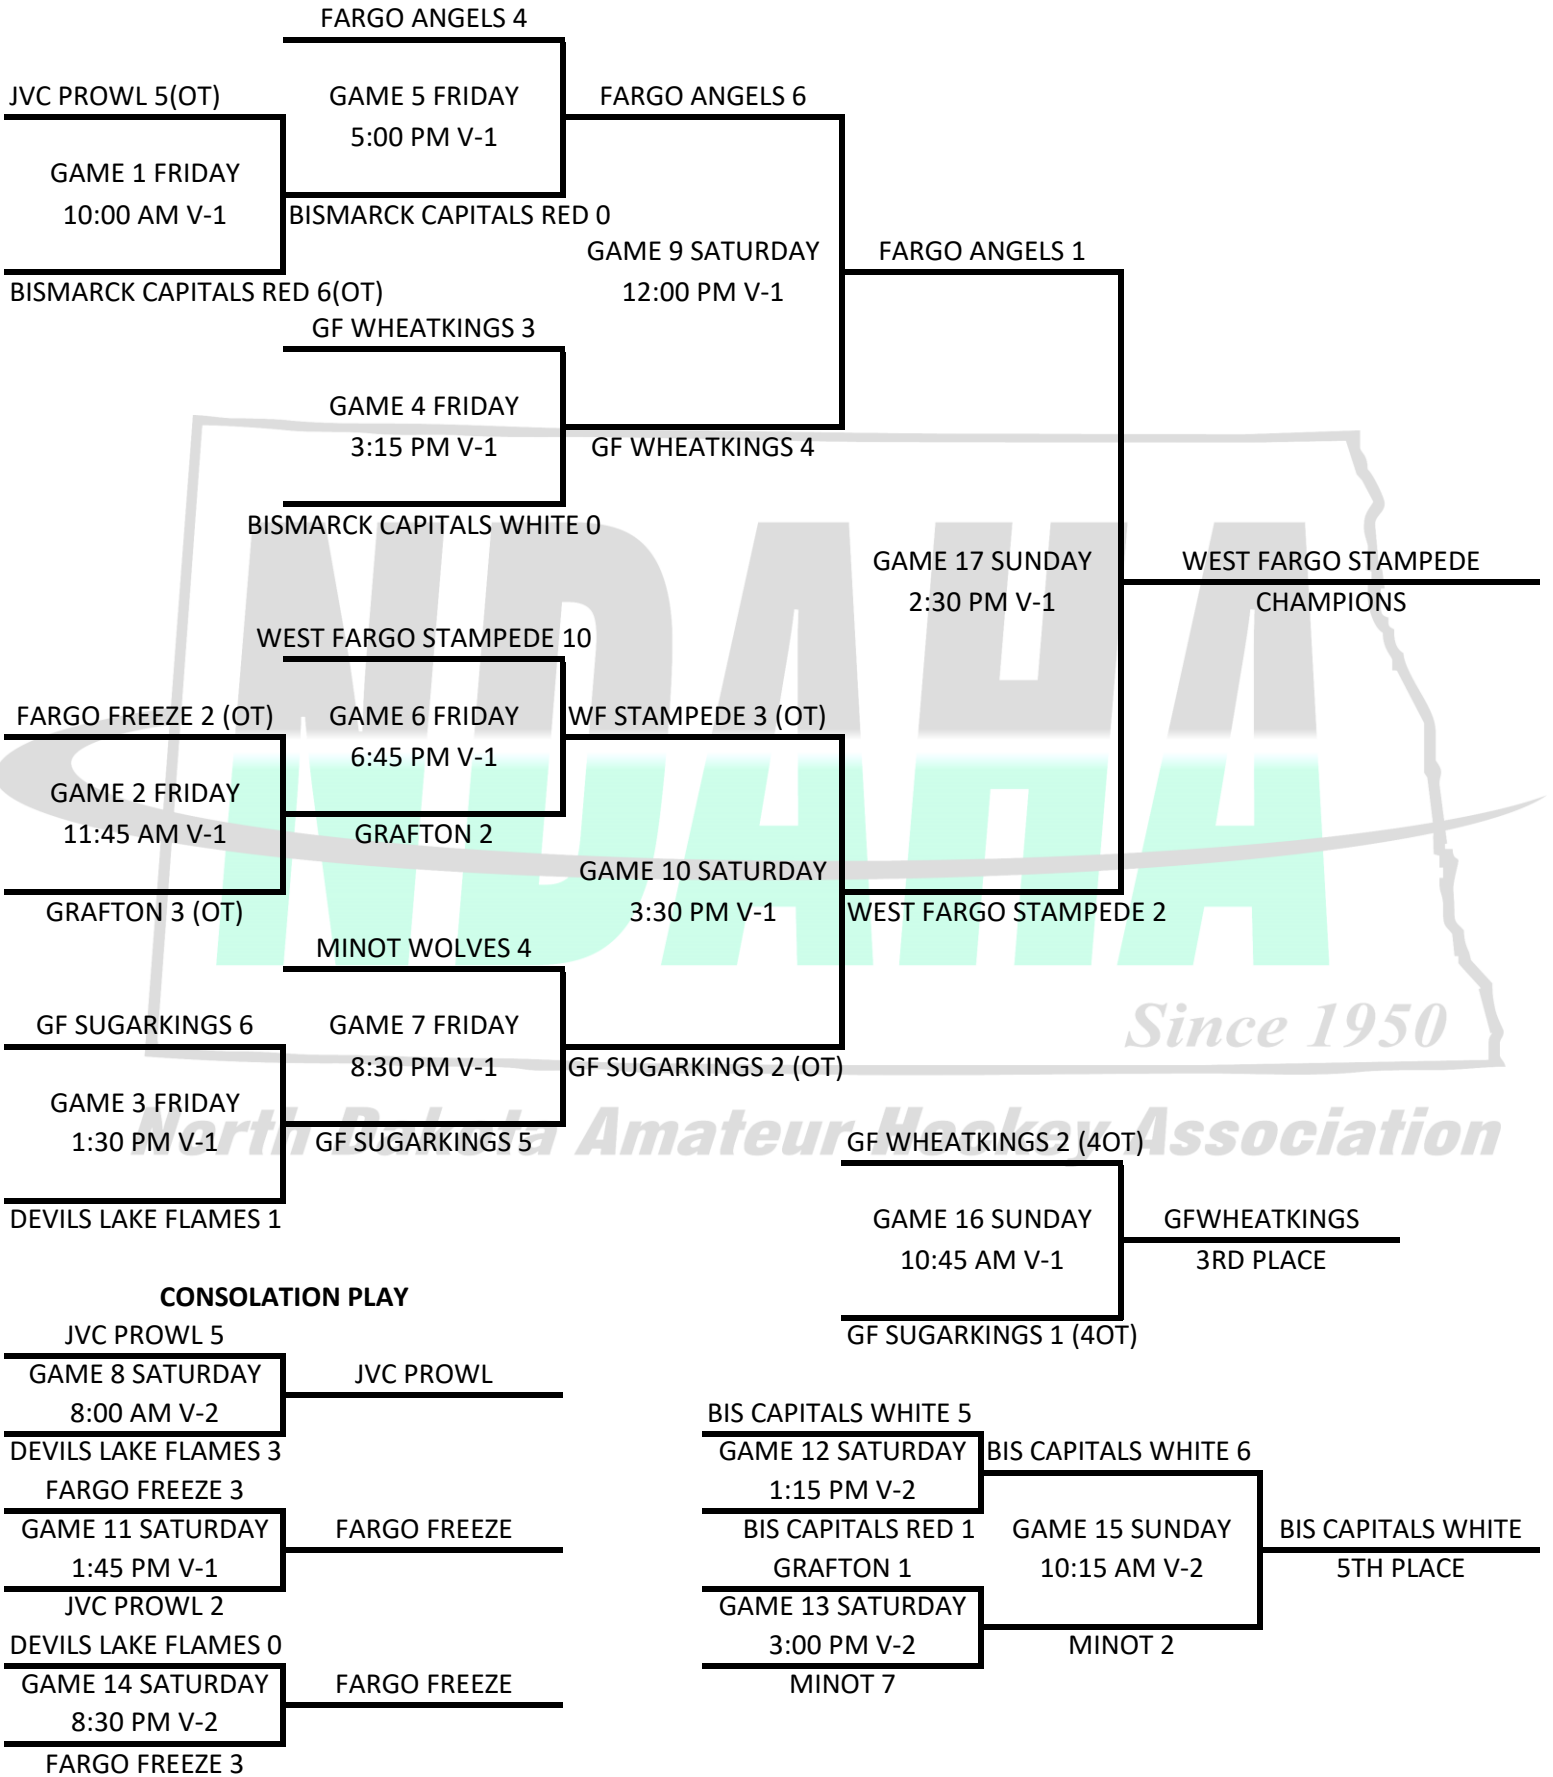 FARGO ANGELS 4
JVC PROWL 5(OT)
GAME 5 FRIDAY
FARGO ANGELS 6
5:00 PM V-1
GAME 1 FRIDAY
10:00 AM V-1
BISMARCK CAPITALS RED 0
GAME 9 SATURDAY
FARGO ANGELS 1
BISMARCK CAPITALS RED 6(OT)
12:00 PM V-1
GF WHEATKINGS 3
GAME 4 FRIDAY
3:15 PM V-1
GF WHEATKINGS 4
BISMARCK CAPITALS WHITE 0
NDAHA
GAME 17 SUNDAY
WEST FARGO STAMPEDE
2:30 PM V-1
CHAMPIONS
WEST FARGO STAMPEDE 10
FARGO FREEZE 2 (OT)
GAME 6 FRIDAY
WF STAMPEDE 3 (OT)
6:45 PM V-1
GAME 2 FRIDAY
11:45 AM V-1
GRAFTON 2
GAME 10 SATURDAY
GRAFTON 3 (OT)
3:30 PM V-1
WEST FARGO STAMPEDE 2
MINOT WOLVES 4
GF SUGARKINGS 6
GAME 7 FRIDAY
Since 1950
8:30 PM V-1
GF SUGARKINGS 2 (OT)
GAME 3 FRIDAY
North Dakota Amateur Hockey Association
1:30 PM V-1
GF SUGARKINGS 5
GF WHEATKINGS 2 (4OT)
DEVILS LAKE FLAMES 1
GAME 16 SUNDAY
GFWHEATKINGS
10:45 AM V-1
3RD PLACE
GF SUGARKINGS 1 (4OT)
CONSOLATION PLAY
JVC PROWL 5
GAME 8 SATURDAY
JVC PROWL
8:00 AM V-2
DEVILS LAKE FLAMES 3
FARGO FREEZE 3
GAME 11 SATURDAY
FARGO FREEZE
1:45 PM V-1
JVC PROWL 2
DEVILS LAKE FLAMES 0
GAME 14 SATURDAY
FARGO FREEZE
8:30 PM V-2
FARGO FREEZE 3
BIS CAPITALS WHITE 5
GAME 12 SATURDAY
BIS CAPITALS WHITE 6
1:15 PM V-2
BIS CAPITALS RED 1
GAME 15 SUNDAY
BIS CAPITALS WHITE
GRAFTON 1
10:15 AM V-2
5TH PLACE
GAME 13 SATURDAY
3:00 PM V-2
MINOT 2
MINOT 7